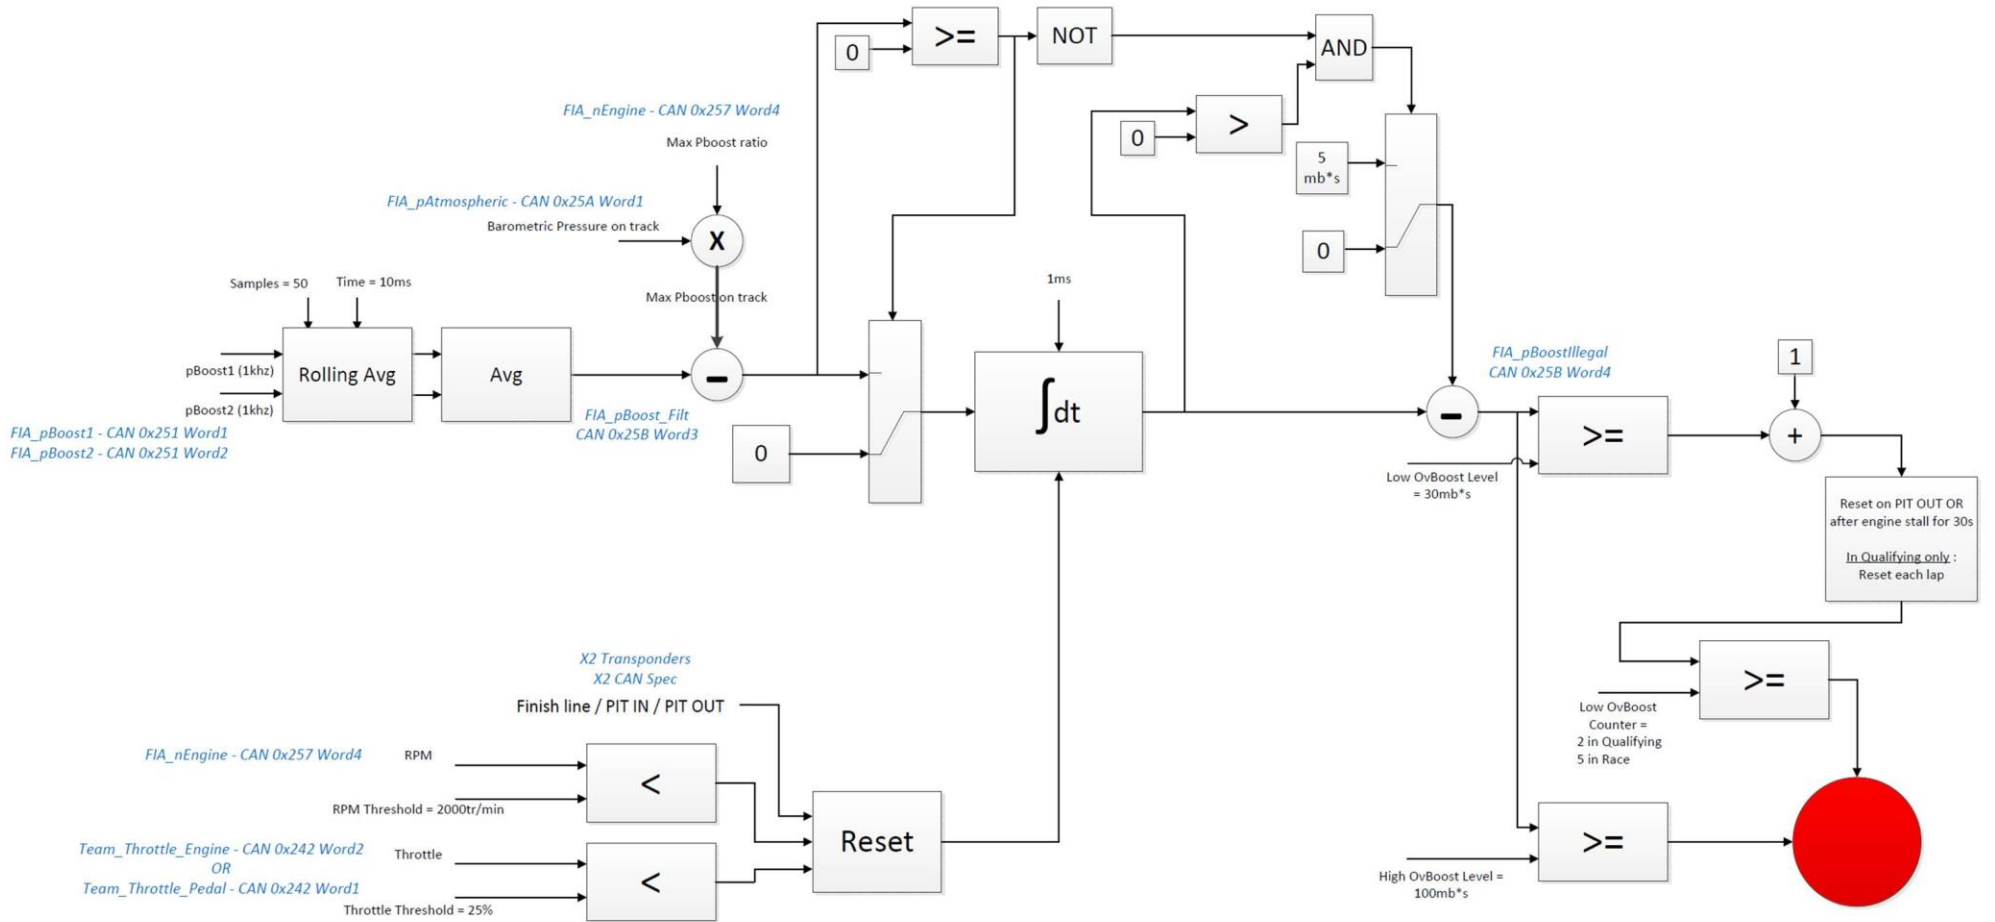 >=
NOT
AND
0
FIA_nEngine - CAN 0x257 Word4
Max Pboost ratio
>
0
5
mb*s
FIA_pAtmospheric - CAN 0x25A Word1
Barometric Pressure on track
X
0
Samples = 50
Time = 10ms
Max Pboost on track
1ms
pBoost1 (1khz)
pBoost2 (1khz)
Rolling Avg
Avg
-
FIA_pBoost1 - CAN 0x251 Word1
FIA_pBoost2 - CAN 0x251 Word2
FIA_pBoost_Filt
CAN 0x25B Word3
0
∫dt
FIA_pBoostIllegal
CAN 0x25B Word4
-
>=
1
+
Low OvBoost Level
= 30mb*s
Reset on PIT OUT OR
after engine stall for 30s
In Qualifying only :
Reset each lap
X2 Transponders
X2 CAN Spec
Finish line / PIT IN / PIT OUT
>=
Low OvBoost
Counter =
2 in Qualifying
5 in Race
FIA_nEngine - CAN 0x257 Word4
RPM
RPM Threshold = 2000tr/min
<
Team_Throttle_Engine - CAN 0x242 Word2
OR
Team_Throttle_Pedal - CAN 0x242 Word1
Throttle
Throttle Threshold = 25%
<
Reset
>=
High OvBoost Level =
100mb*s